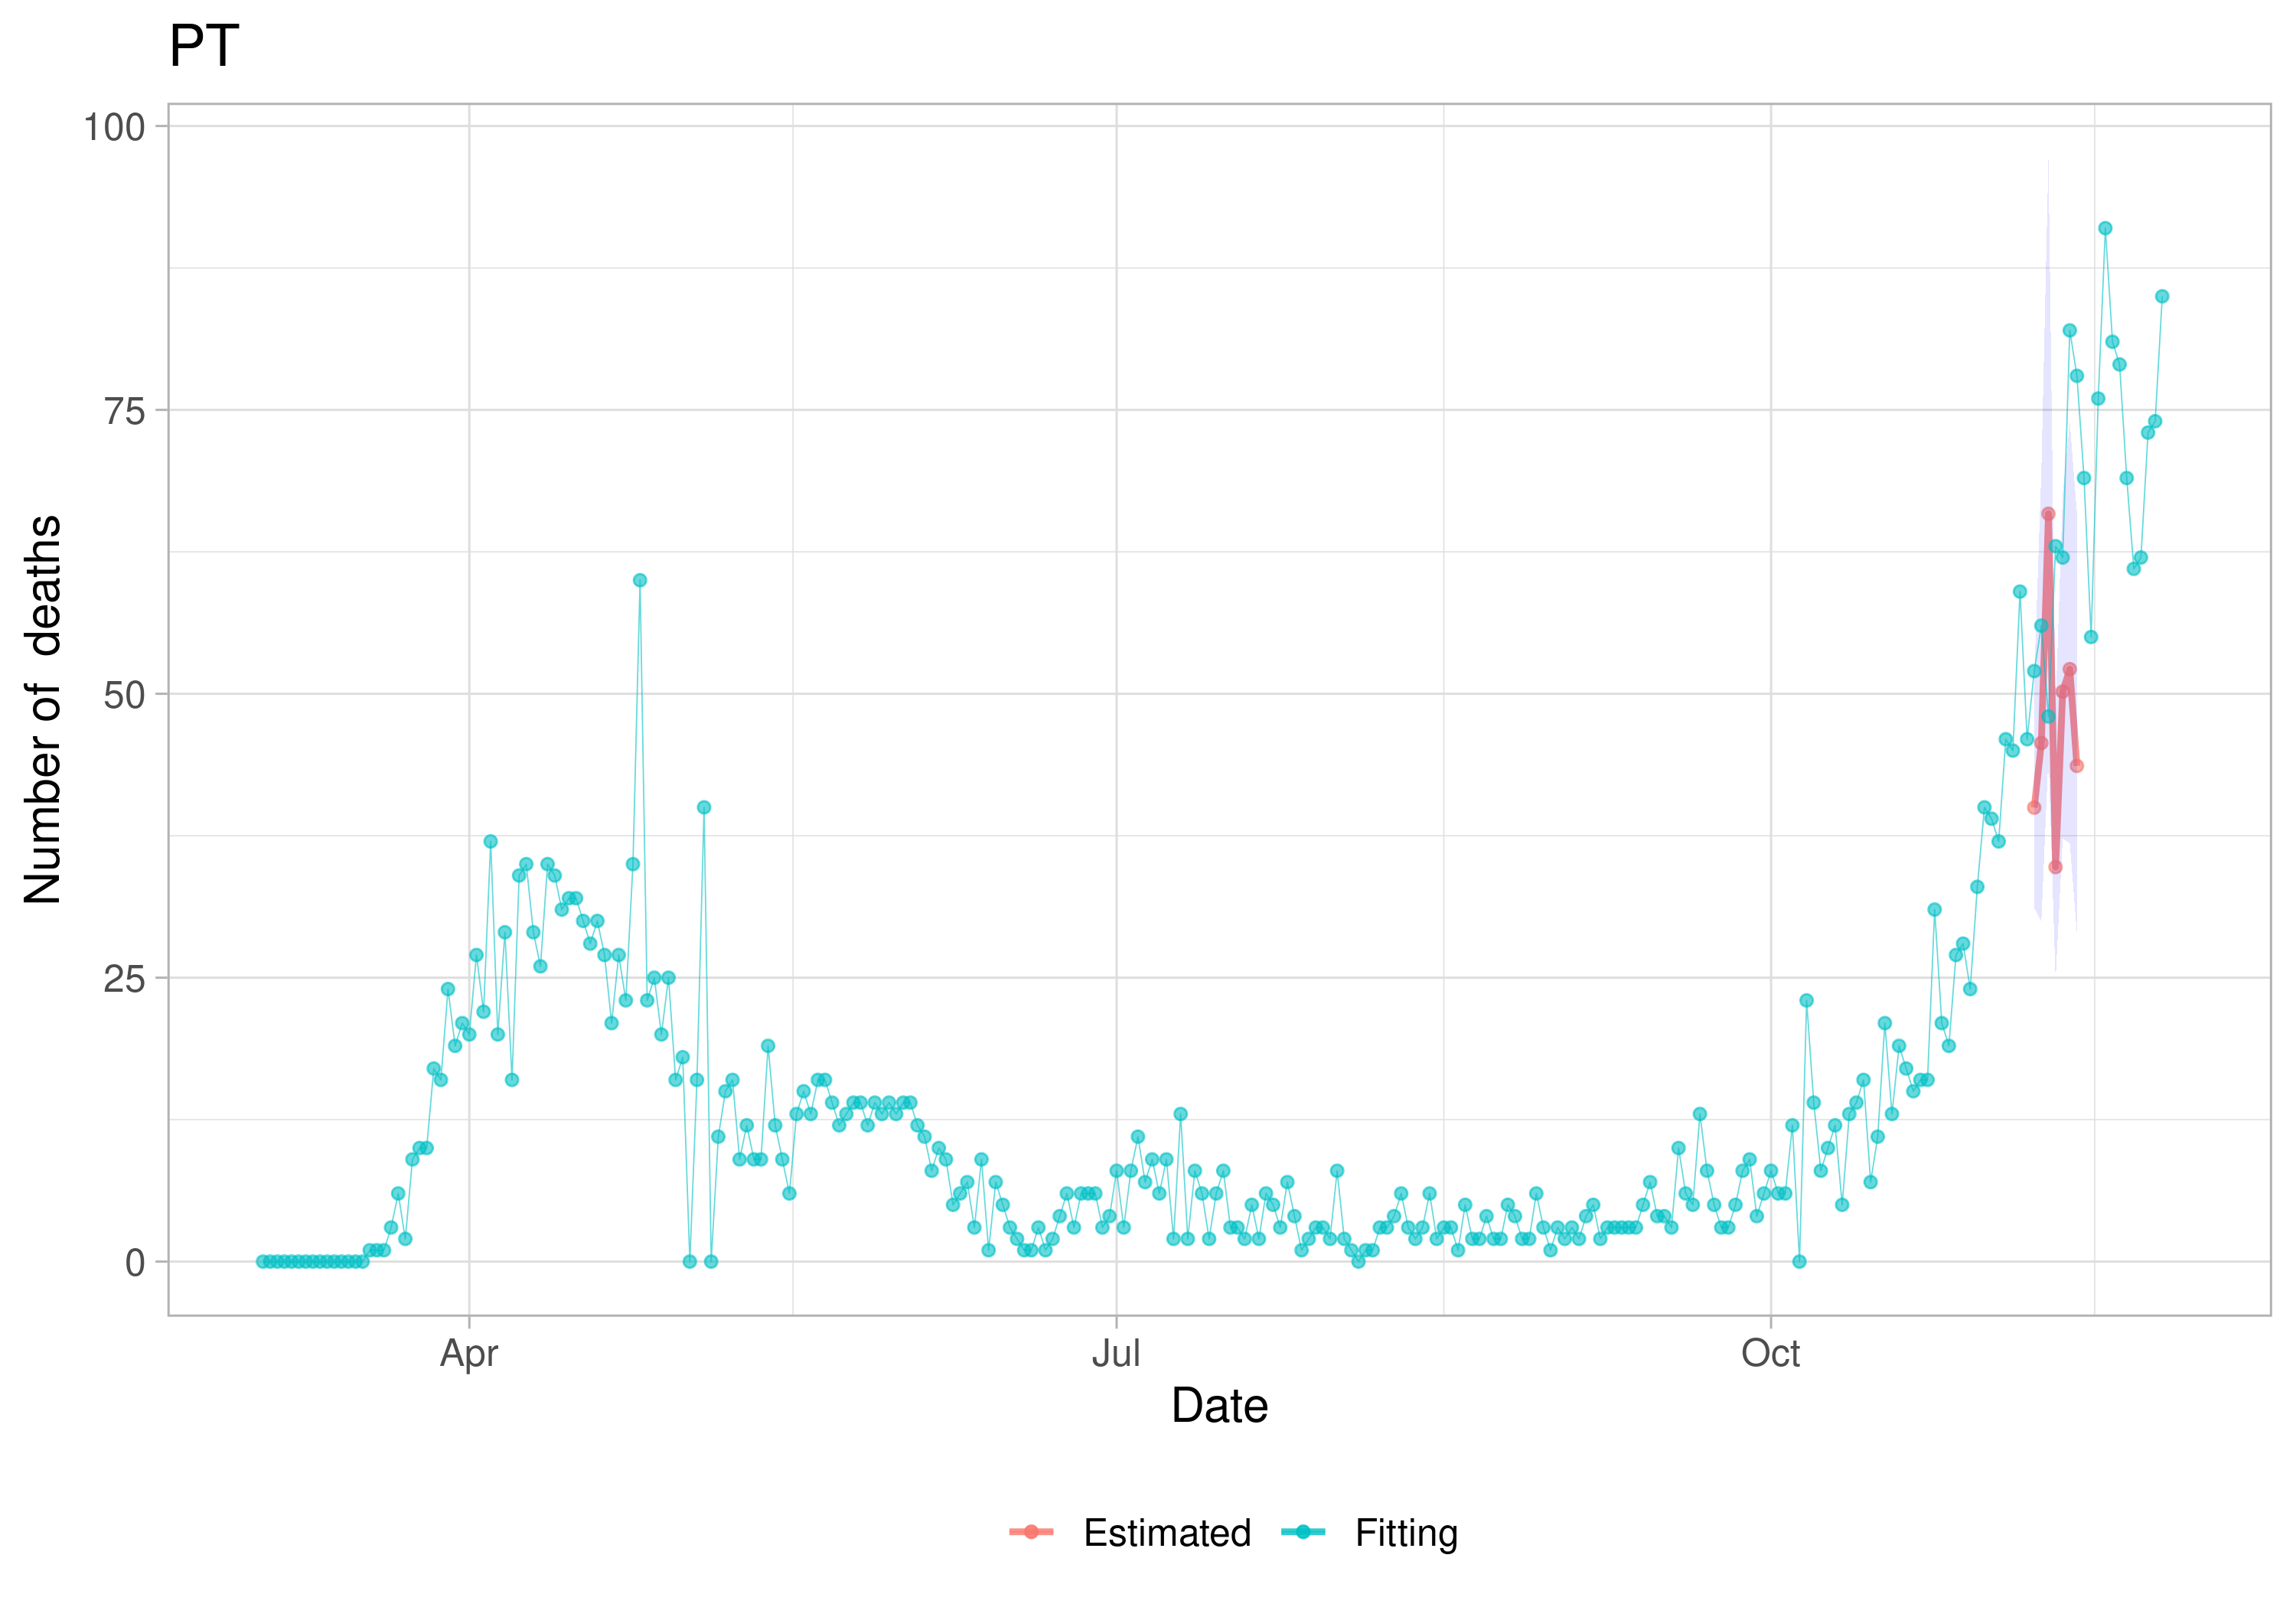 PT
100
75
50
25
0
Number of  deaths
Apr
Jul
Oct
Date
Estimated
Fitting